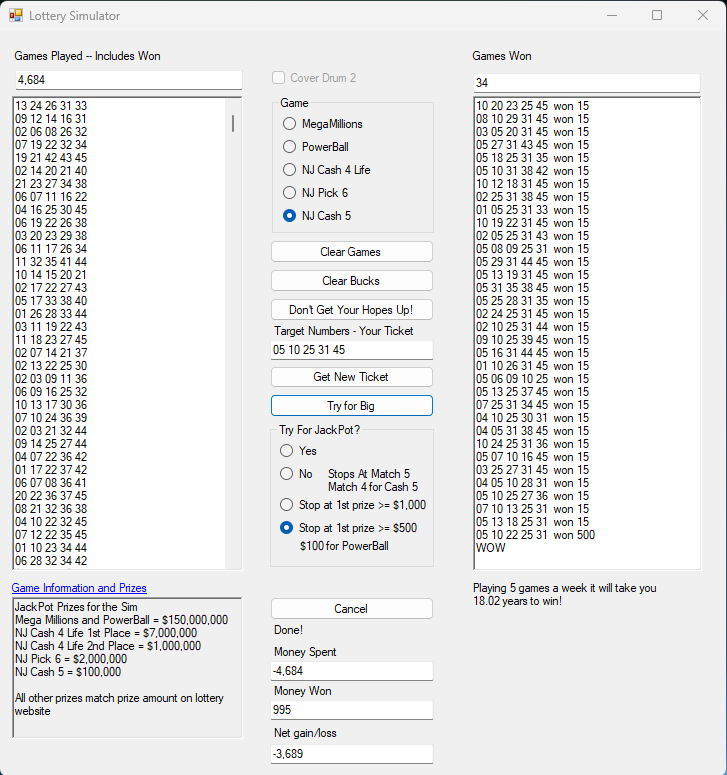 Lottery Simulator
Games Played -- Includes Won
4,684
13 24 26 31 33
09 12 14 16 31
02 06 08 26 32
07 19 22 32 34
19 21 42 43 45
02 14 20 21 40
21 23 27 34 38
06 07 11 16 22
04 16 25 30 45
06 19 22 26 38
03 20 23 29 38
06 11 17 26 34
11 32 35 41 44
10 14 15 20 21
02 17 22 27 43
05 17 33 38 40
01 26 28 33 44
03 11 19 22 43
11 18 23 27 45
02 07 14 21 37
02 13 22 25 30
02 03 09 11 36
06 09 16 25 32
10 13 17 30 36
07 10 24 36 39
02 03 21 32 44
09 14 25 27 44
04 07 22 36 42
01 17 22 37 42
06 07 08 36 41
20 22 36 37 45
08 21 32 36 38
04 10 22 32 45
07 12 22 35 45
01 10 23 34 44
06 28 32 34 42
Game Information and Prizes
JackPot Prizes for the Sim
Mega Millions and PowerBall = $150,000,000
NJ Cash 4 Life 1st Place = $7,000,000
NJ Cash 4 Life 2nd Place = $1,000,000
NJ Pick 6 = $2,000,000
NJ Cash 5 = $100,000
All other prizes match prize amount on lottery
website
Cover Drum 2
Game
MegaMillions
PowerBall
NJ Cash 4 Life
NJ Pick 6
NJ Cash 5
Clear Games
Clear Bucks
Don't Get Your Hopes Up!
Target Numbers - Your Ticket
05 10 25 31 45
Get New Ticket
Try for Big
Try For JackPot?
Yes
No Stops At Match 5
Match 4 for Cash 5
Stop at 1st prize >= $1,000
Stop at 1st prize >= $500
$100 for PowerBall
Cancel
Done!
Money Spent
-4,684
Money Won
995
Net gain/loss
-3,689
Games Won
34
10 20 23 25 45 won 15
08 10 29 31 45 won 15
03 05 20 31 45 won 15
05 27 31 43 45 won 15
05 18 25 31 35 won 15
05 10 31 38 42 won 15
10 12 18 31 45 won 15
02 25 31 38 45 won 15
01 05 25 31 33 won 15
10 19 22 31 45 won 15
02 05 25 31 43 won 15
05 08 09 25 31 won 15
05 29 31 44 45 won 15
05 13 19 31 45 won 15
05 31 35 38 45 won 15
05 25 28 31 35 won 15
02 24 25 31 45 won 15
02 10 25 31 44 won 15
09 10 25 39 45 won 15
05 16 31 44 45 won 15
01 10 26 31 45 won 15
05 06 09 10 25 won 15
05 13 25 37 45 won 15
07 25 31 34 45 won 15
04 10 25 30 31 won 15
04 05 31 38 45 won 15
10 24 25 31 36 won 15
05 07 10 16 45 won 15
03 25 27 31 45 won 15
04 05 10 28 31 won 15
05 10 25 27 36 won 15
07 10 13 25 31 won 15
05 13 18 25 31 won 15
05 10 22 25 31 won 500
WOW
Playing 5 games a week it will take you
18.02 years to win!